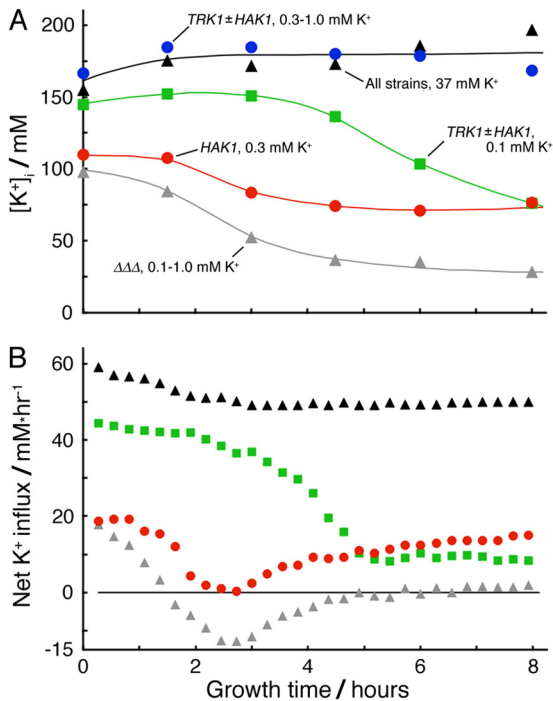 A
200
150
100
50
0
[K⁺]ᵢ / mM
TRK1±HAK1, 0.3-1.0 mM K⁺
All strains, 37 mM K⁺
HAK1, 0.3 mM K⁺
TRK1±HAK1,
0.1 mM K⁺
ΔΔΔ, 0.1-1.0 mM K⁺
B
60
40
20
0
-15
Net K⁺ influx / mM•hr⁻¹
0 2 4 6 8
Growth time / hours